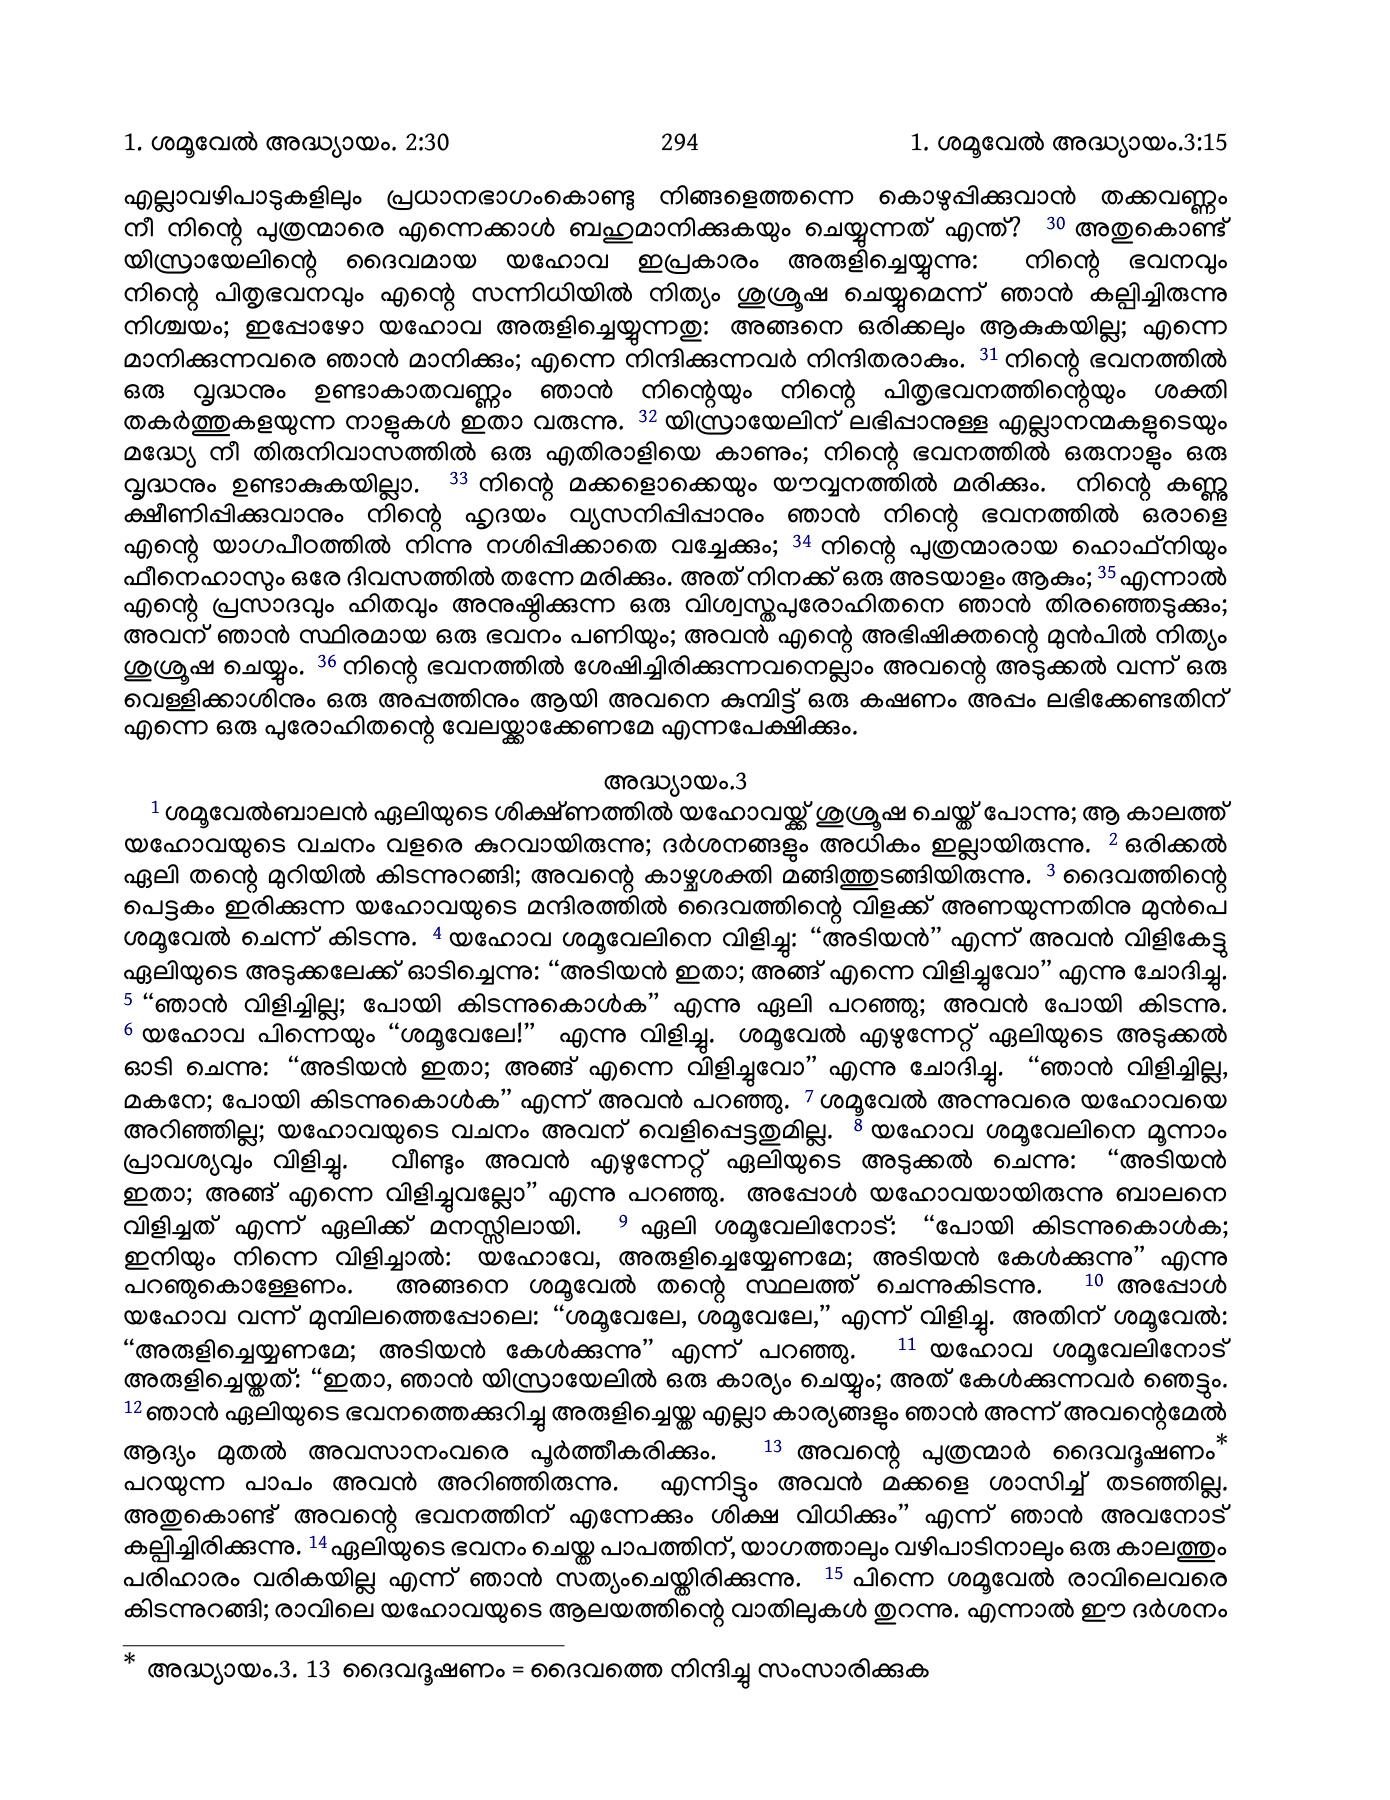 1. ശമൂവേൽ അദ്ധ്യായം. 2:30 294 1. ശമൂവേൽ അദ്ധ്യായം.3:15
എല്ലാവഴിപാടുകളിലും പ്രധാനഭാഗംകൊണ്ടു നിങ്ങളെത്തന്നെ കൊഴുപ്പിക്കുവാൻ തക്കവണ്ണം
നീ നിന്റെ പുത്രന്മാരെ എന്നെക്കാൾ ബഹുമാനിക്കുകയും ചെയ്യുന്നത് എന്ത്? 30 അതുകൊണ്ട്
യിസ്രായേലിന്റെ ദൈവമായ യഹോവ ഇപ്രകാരം അരുളിച്ചെയ്യുന്നു: നിന്റെ ഭവനവും
നിന്റെ പിതൃഭവനവും എന്റെ സന്നിധിയിൽ നിത്യം ശുശ്രൂഷ ചെയ്യുമെന്ന് ഞാൻ കല്പിച്ചിരുന്നു
നിശ്ചയം; ഇപ്പോഴോ യഹോവ അരുളിച്ചെയ്യുന്നതു: അങ്ങനെ ഒരിക്കലും ആകുകയില്ല; എന്നെ
മാനിക്കുന്നവരെ ഞാൻ മാനിക്കും; എന്നെ നിന്ദിക്കുന്നവർ നിന്ദിതരാകും. 31 നിന്റെ ഭവനത്തിൽ
ഒരു വൃദ്ധനും ഉണ്ടാകാതവണ്ണം ഞാൻ നിന്റെയും നിന്റെ പിതൃഭവനത്തിന്റെയും ശക്തി
തകർത്തുകളയുന്ന നാളുകൾ ഇതാ വരുന്നു. 32 യിസ്രായേലിന് ലഭിപ്പാനുള്ള എല്ലാനന്മകളുടെയും
മദ്ധ്യേ നീ തിരുനിവാസത്തിൽ ഒരു എതിരാളിയെ കാണും; നിന്റെ ഭവനത്തിൽ ഒരുനാളും ഒരു
വൃദ്ധനും ഉണ്ടാകുകയില്ലാ. 33 നിന്റെ മക്കളൊക്കെയും യൗവ്വനത്തിൽ മരിക്കും. നിന്റെ കണ്ണു
ക്ഷീണിപ്പിക്കുവാനും നിന്റെ ഹൃദയം വ്യസനിപ്പിപ്പാനും ഞാൻ നിന്റെ ഭവനത്തിൽ ഒരാളെ
എന്റെ യാഗപീഠത്തിൽ നിന്നു നശിപ്പിക്കാതെ വച്ചേക്കും; 34 നിന്റെ പുത്രന്മാരായ ഹൊഫ്നിയും
ഫീനെഹാസും ഒരേ ദിവസത്തിൽ തന്നേ മരിക്കും. അത് നിനക്ക് ഒരു അടയാളം ആകും; 35 എന്നാൽ
എന്റെ പ്രസാദവും ഹിതവും അനുഷ്ഠിക്കുന്ന ഒരു വിശ്വസ്തപുരോഹിതനെ ഞാൻ തിരഞ്ഞെടുക്കും;
അവന് ഞാൻ സ്ഥിരമായ ഒരു ഭവനം പണിയും; അവൻ എന്റെ അഭിഷിക്തന്റെ മുൻപിൽ നിത്യം
ശുശ്രൂഷ ചെയ്യും. 36 നിന്റെ ഭവനത്തിൽ ശേഷിച്ചിരിക്കുന്നവനെല്ലാം അവന്റെ അടുക്കൽ വന്ന് ഒരു
വെള്ളിക്കാശിനും ഒരു അപ്പത്തിനും ആയി അവനെ കുമ്പിട്ട് ഒരു കഷണം അപ്പം ലഭിക്കേണ്ടതിന്
എന്നെ ഒരു പുരോഹിതന്റെ വേലയ്ക്കാക്കേണമേ എന്നപേക്ഷിക്കും.
അദ്ധ്യായം.3
1 ശമൂവേൽബാലൻ ഏലിയുടെ ശിക്ഷ്ണത്തിൽ യഹോവയ്ക്ക് ശുശ്രൂഷ ചെയ്ത് പോന്നു; ആ കാലത്ത്
യഹോവയുടെ വചനം വളരെ കുറവായിരുന്നു; ദർശനങ്ങളും അധികം ഇല്ലായിരുന്നു. 2 ഒരിക്കൽ
ഏലി തന്റെ മുറിയിൽ കിടന്നുറങ്ങി; അവന്റെ കാഴ്ചശക്തി മങ്ങിത്തുടങ്ങിയിരുന്നു. 3 ദൈവത്തിന്റെ
പെട്ടകം ഇരിക്കുന്ന യഹോവയുടെ മന്ദിരത്തിൽ ദൈവത്തിന്റെ വിളക്ക് അണയുന്നതിനു മുൻപെ
ശമൂവേൽ ചെന്ന് കിടന്നു. 4 യഹോവ ശമൂവേലിനെ വിളിച്ചു: “അടിയൻ” എന്ന് അവൻ വിളികേട്ടു
ഏലിയുടെ അടുക്കലേക്ക് ഓടിച്ചെന്നു: “അടിയൻ ഇതാ; അങ്ങ് എന്നെ വിളിച്ചുവോ” എന്നു ചോദിച്ചു.
5 “ഞാൻ വിളിച്ചില്ല; പോയി കിടന്നുകൊൾക” എന്നു ഏലി പറഞ്ഞു; അവൻ പോയി കിടന്നു.
6 യഹോവ പിന്നെയും “ശമൂവേലേ!” എന്നു വിളിച്ചു. ശമൂവേൽ എഴുന്നേറ്റ് ഏലിയുടെ അടുക്കൽ
ഓടി ചെന്നു: “അടിയൻ ഇതാ; അങ്ങ് എന്നെ വിളിച്ചുവോ” എന്നു ചോദിച്ചു. “ഞാൻ വിളിച്ചില്ല,
മകനേ; പോയി കിടന്നുകൊൾക” എന്ന് അവൻ പറഞ്ഞു. 7 ശമൂവേൽ അന്നുവരെ യഹോവയെ
അറിഞ്ഞില്ല; യഹോവയുടെ വചനം അവന് വെളിപ്പെട്ടതുമില്ല. 8 യഹോവ ശമൂവേലിനെ മൂന്നാം
പ്രാവശ്യവും വിളിച്ചു. വീണ്ടും അവൻ എഴുന്നേറ്റ് ഏലിയുടെ അടുക്കൽ ചെന്നു: “അടിയൻ
ഇതാ; അങ്ങ് എന്നെ വിളിച്ചുവല്ലോ” എന്നു പറഞ്ഞു. അപ്പോൾ യഹോവയായിരുന്നു ബാലനെ
വിളിച്ചത് എന്ന് ഏലിക്ക് മനസ്സിലായി. 9 ഏലി ശമൂവേലിനോട്: “പോയി കിടന്നുകൊൾക;
ഇനിയും നിന്നെ വിളിച്ചാൽ: യഹോവേ, അരുളിച്ചെയ്യേണമേ; അടിയൻ കേൾക്കുന്നു” എന്നു
പറഞ്ഞുകൊള്ളേണം. അങ്ങനെ ശമൂവേൽ തന്റെ സ്ഥലത്ത് ചെന്നുകിടന്നു. 10 അപ്പോൾ
യഹോവ വന്ന് മുമ്പിലത്തെപ്പോലെ: “ശമൂവേലേ, ശമൂവേലേ,” എന്ന് വിളിച്ചു. അതിന് ശമൂവേൽ:
“അരുളിച്ചെയ്യണമേ; അടിയൻ കേൾക്കുന്നു” എന്ന് പറഞ്ഞു. 11 യഹോവ ശമൂവേലിനോട്
അരുളിച്ചെയ്തത്: “ഇതാ, ഞാൻ യിസ്രായേലിൽ ഒരു കാര്യം ചെയ്യും; അത് കേൾക്കുന്നവർ ഞെട്ടും.
12 ഞാൻ ഏലിയുടെ ഭവനത്തെക്കുറിച്ചു അരുളിച്ചെയ്ത എല്ലാ കാര്യങ്ങളും ഞാൻ അന്ന് അവന്റെമേൽ
ആദ്യം മുതൽ അവസാനംവരെ പൂർത്തീകരിക്കും. 13 അവന്റെ പുത്രന്മാർ ദൈവദൂഷണം*
പറയുന്ന പാപം അവൻ അറിഞ്ഞിരുന്നു. എന്നിട്ടും അവൻ മക്കളെ ശാസിച്ച് തടഞ്ഞില്ല.
അതുകൊണ്ട് അവന്റെ ഭവനത്തിന് എന്നേക്കും ശിക്ഷ വിധിക്കും” എന്ന് ഞാൻ അവനോട്
കല്പിച്ചിരിക്കുന്നു. 14 ഏലിയുടെ ഭവനം ചെയ്ത പാപത്തിന്, യാഗത്താലും വഴിപാടിനാലും ഒരു കാലത്തും
പരിഹാരം വരികയില്ല എന്ന് ഞാൻ സത്യംചെയ്തിരിക്കുന്നു. 15 പിന്നെ ശമൂവേൽ രാവിലെവരെ
കിടന്നുറങ്ങി; രാവിലെ യഹോവയുടെ ആലയത്തിന്റെ വാതിലുകൾ തുറന്നു. എന്നാൽ ഈ ദർശനം
* അദ്ധ്യായം.3. 13 ദൈവദൂഷണം = ദൈവത്തെ നിന്ദിച്ചു സംസാരിക്കുക